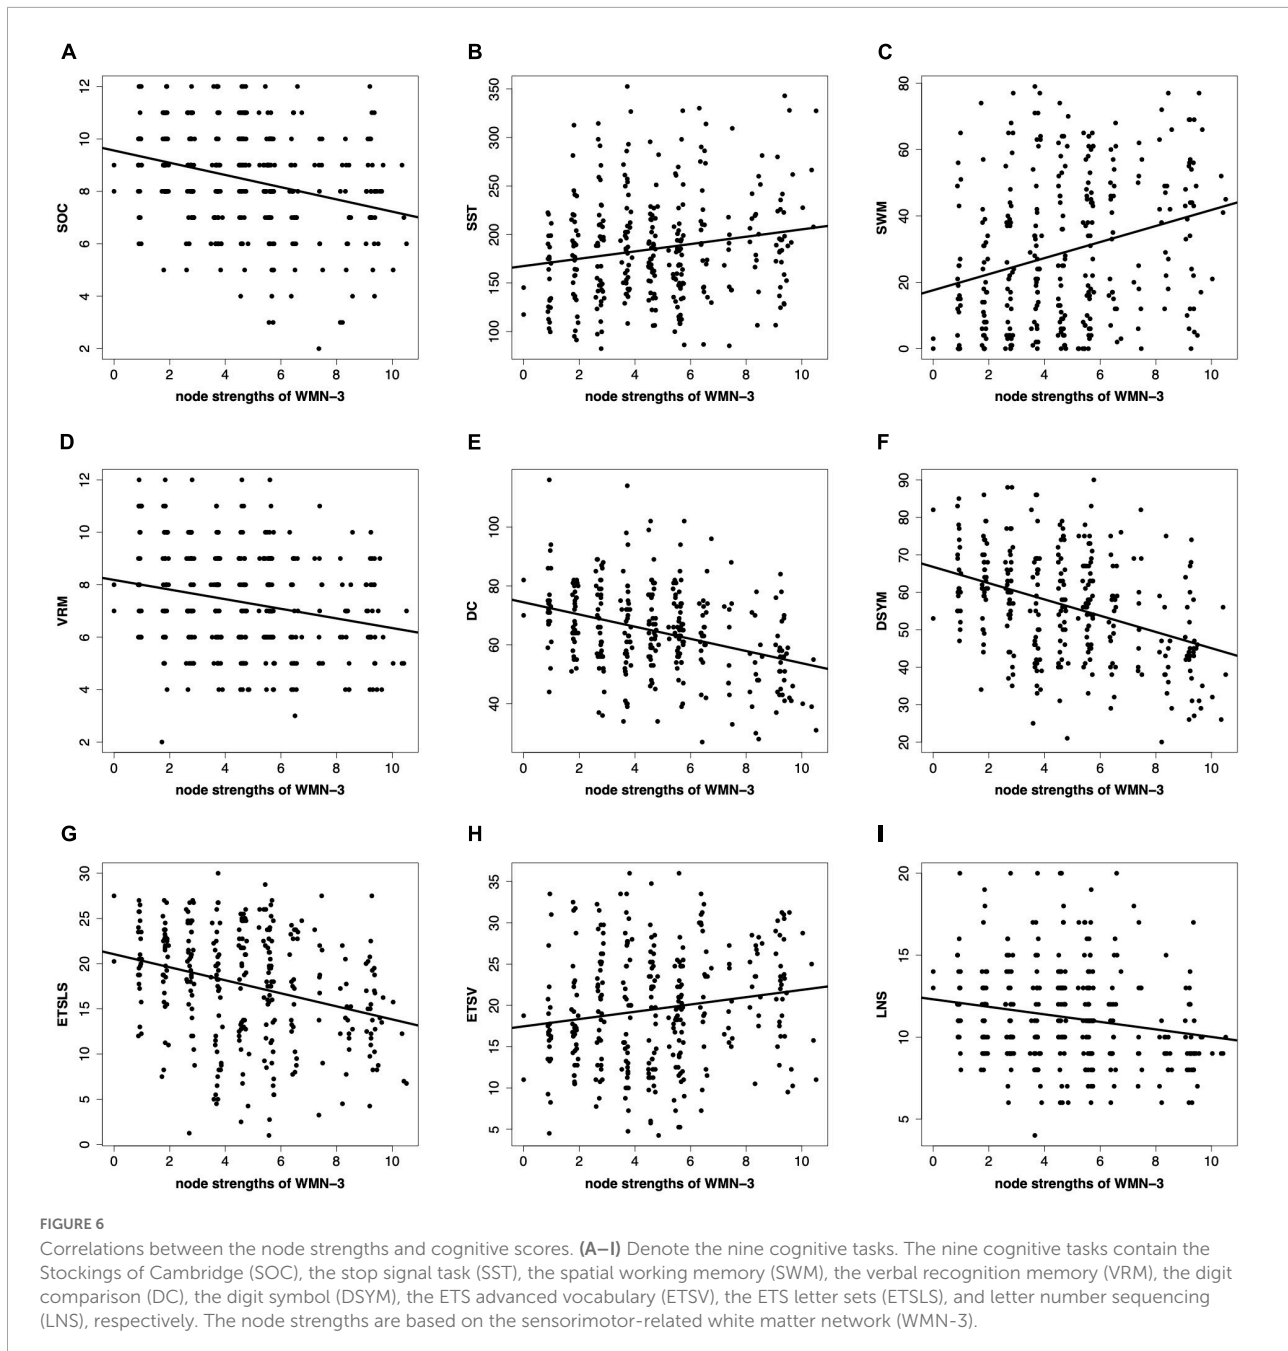 A
B
C
SOC
2 4 6 8 10 12
0 2 4 6 8 10
node strengths of WMN–3
SST
100 150 200 250 300 350
0 2 4 6 8 10
node strengths of WMN–3
SWM
0 20 40 60 80
0 2 4 6 8 10
node strengths of WMN–3
D
E
F
VRM
2 4 6 8 10 12
0 2 4 6 8 10
node strengths of WMN–3
DC
40 60 80 100
0 2 4 6 8 10
node strengths of WMN–3
DSYM
20 30 40 50 60 70 80 90
0 2 4 6 8 10
node strengths of WMN–3
G
H
I
ETSLS
0 5 10 15 20 25 30
0 2 4 6 8 10
node strengths of WMN–3
ETSV
5 10 15 20 25 30 35
0 2 4 6 8 10
node strengths of WMN–3
LNS
5 10 15 20
0 2 4 6 8 10
node strengths of WMN–3
FIGURE 6
Correlations between the node strengths and cognitive scores. (A–I) Denote the nine cognitive tasks. The nine cognitive tasks contain the
Stockings of Cambridge (SOC), the stop signal task (SST), the spatial working memory (SWM), the verbal recognition memory (VRM), the digit
comparison (DC), the digit symbol (DSYM), the ETS advanced vocabulary (ETSV), the ETS letter sets (ETSLS), and letter number sequencing
(LNS), respectively. The node strengths are based on the sensorimotor-related white matter network (WMN-3).